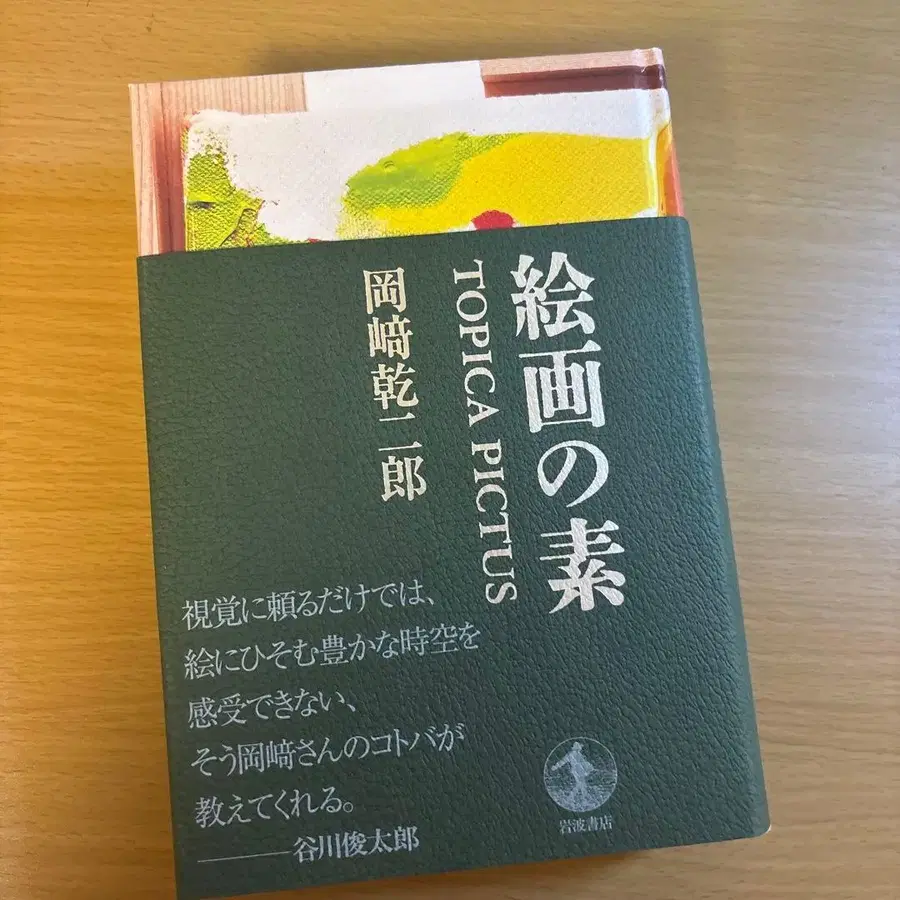 絵画の素
TOPICA PICTUS
岡﨑乾二郎
視覚に頼るだけでは、
絵にひそむ豊かな時空を
感受できない、
そう岡﨑さんのコトバが
教えてくれる。
——谷川俊太郎
岩波書店